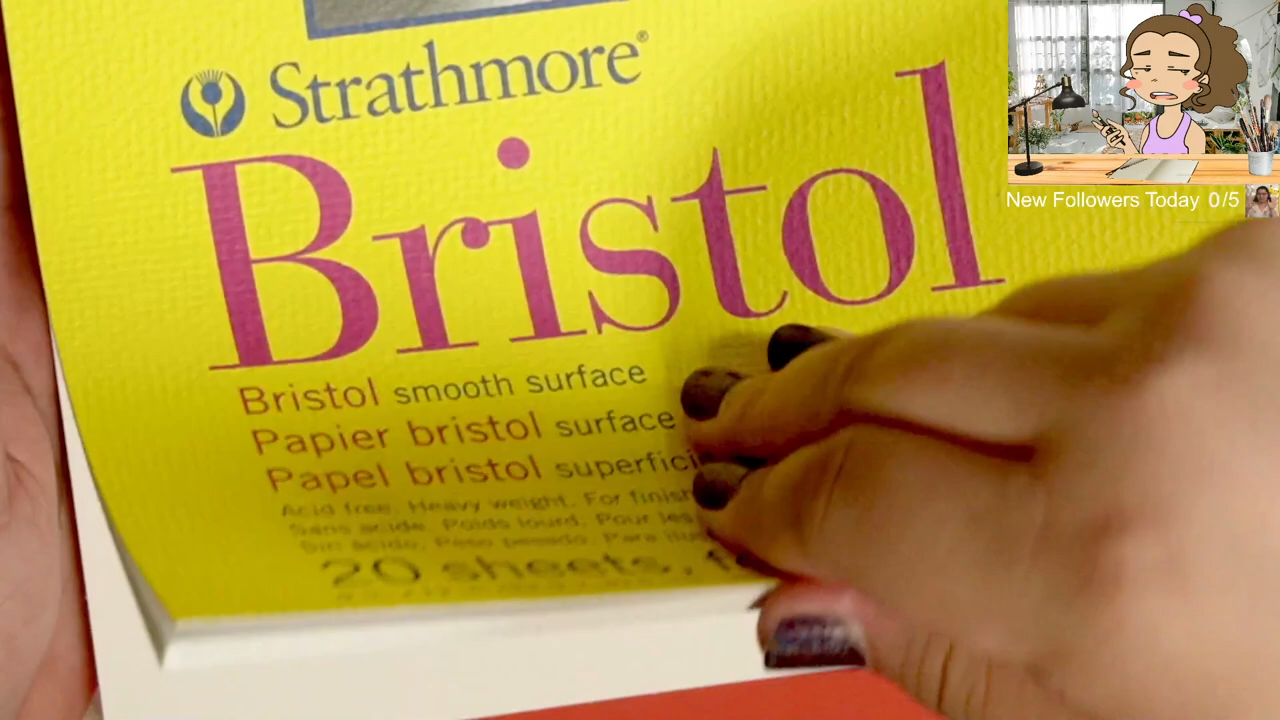 Strathmore®
Bristol
Bristol smooth surface
Papier bristol surface
Papel bristol superfici
Acid free. Heavy weight. For finish
Sans acide. Poids lourd. Pour les
Sin ácido. Peso pesado. Para
20 sheets,
New Followers Today 0/5